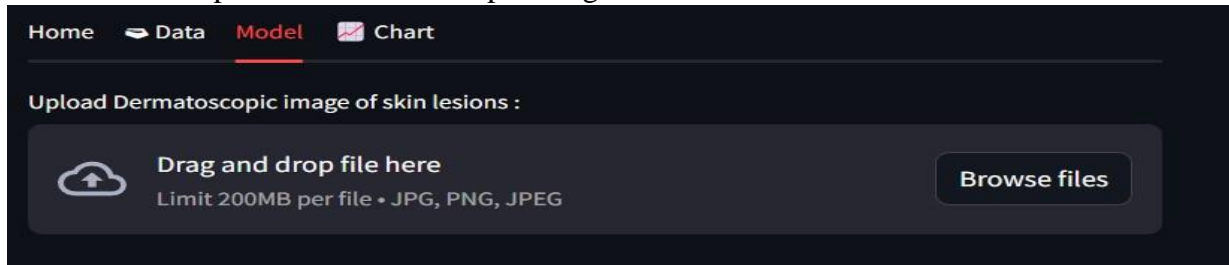 Home Data Model Chart
Upload Dermatoscopic image of skin lesions :
Drag and drop file here
Limit 200MB per file • JPG, PNG, JPEG
Browse files